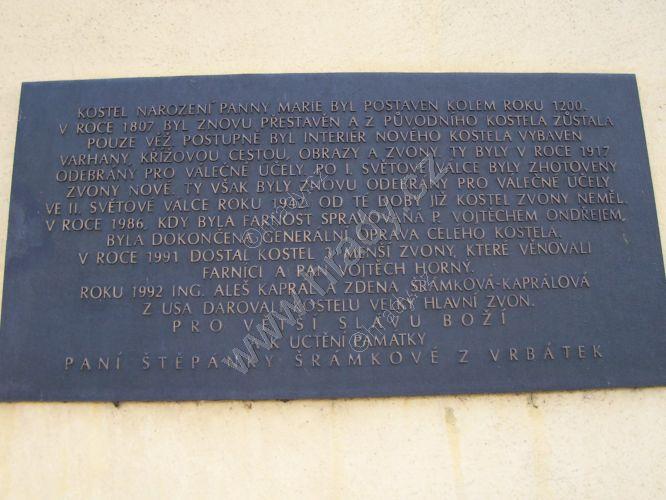 KOSTEL NAROZENÍ PANNY MARIE BYL POSTAVEN KOLEM ROKU 1200.
V ROCE 1807 BYL ZNOVU PŘESTAVĚN A Z PŮVODNÍHO KOSTELA ZŮSTALA
POUZE VĚŽ. POSTUPNĚ BYL INTERIÉR NOVÉHO KOSTELA VYBAVEN
VARHANY, KŘÍŽOVOU CESTOU, OBRAZY A ZVONY. TY BYLY V ROCE 1917
ODEBRÁNY PRO VÁLEČNÉ ÚČELY. PO I. SVĚTOVÉ VÁLCE BYLY ZHOTOVENY
ZVONY NOVÉ. TY VŠAK BYLY ZNOVU ODEBRÁNY PRO VÁLEČNÉ ÚČELY
VE II. SVĚTOVÉ VÁLCE ROKU 1942. OD TÉ DOBY JIŽ KOSTEL ZVONY NEMĚL.
V ROCE 1986, KDY BYLA FARNOST SPRAVOVÁNA P. VOJTĚCHEM ONDŘEJEM,
BYLA DOKONČENA GENERÁLNÍ OPRAVA CELÉHO KOSTELA.
V ROCE 1991 DOSTAL KOSTEL MENŠÍ ZVONY, KTERÉ VĚNOVALI
FARNÍCI A PAN VOJTĚCH HORNÝ.
ROKU 1992 ING. ALEŠ KAPRÁL A ZDENA ŠRÁMKOVÁ-KAPRÁLOVÁ
Z USA DAROVALI KOSTELU VELKÝ HLAVNÍ ZVON.
PRO VĚTŠÍ SLÁVU BOŽÍ
K UCTĚNÍ PAMÁTKY
PANÍ ŠTĚPÁNKY ŠRÁMKOVÉ Z VRBÁTEK
© www.hrady.cz
© hrady.cz